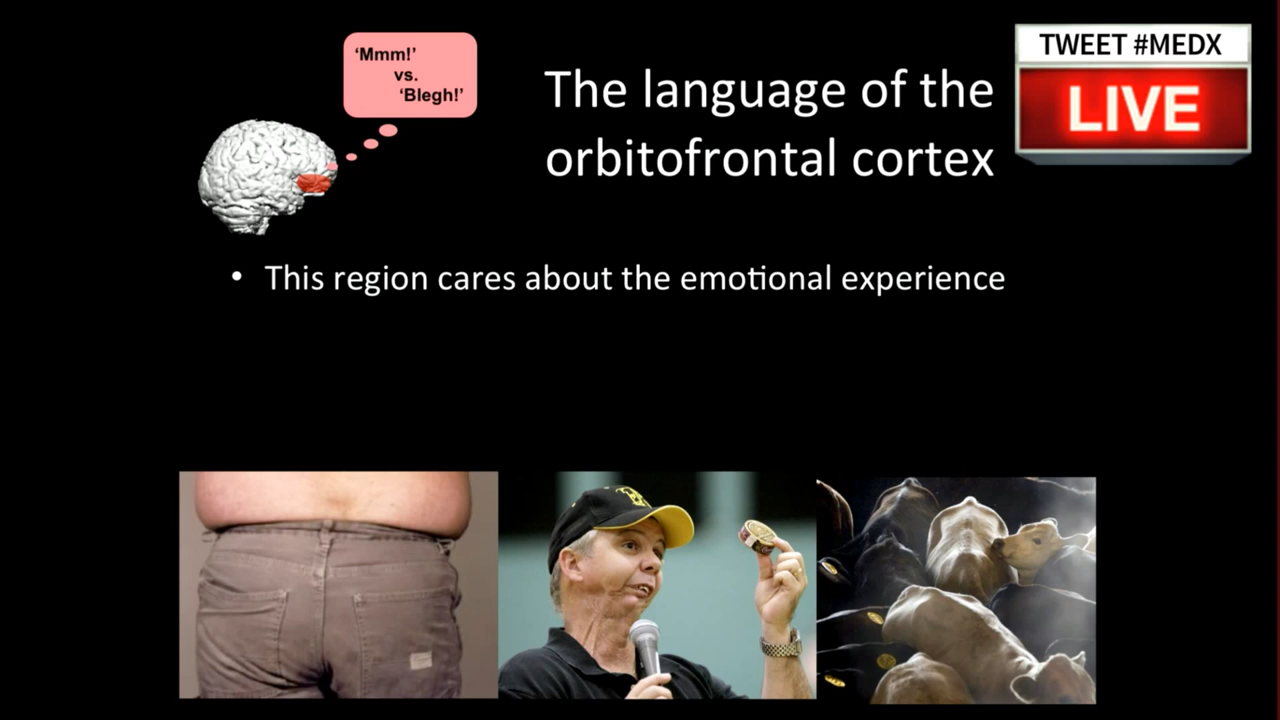 ‘Mmm!’
vs.
‘Blegh!’
The language of the
orbitofrontal cortex
TWEET #MEDX
LIVE
• This region cares about the emotional experience